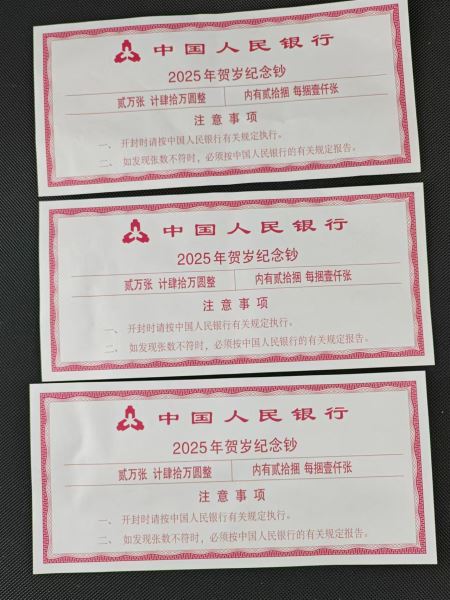 中国人民银行
2025年贺岁纪念钞
贰万张 计肆拾万圆整 内有贰拾捆 每捆壹仟张
注意事项
一、 开封时请按中国人民银行有关规定执行。
二、 如发现张数不符时，必须按中国人民银行的有关规定报告。
中国人民银行
2025年贺岁纪念钞
贰万张 计肆拾万圆整 内有贰拾捆 每捆壹仟张
注意事项
一、 开封时请按中国人民银行有关规定执行。
二、 如发现张数不符时，必须按中国人民银行的有关规定报告。
中国人民银行
2025年贺岁纪念钞
贰万张 计肆拾万圆整 内有贰拾捆 每捆壹仟张
注意事项
一、 开封时请按中国人民银行有关规定执行。
二、 如发现张数不符时，必须按中国人民银行的有关规定报告。